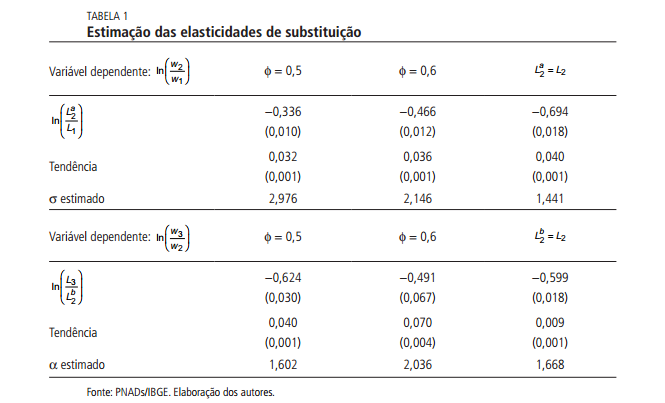 TABELA 1
Estimação das elasticidades de substituição
Variável dependente: ln(w2/w1) ϕ = 0,5 ϕ = 0,6 L2^a = L2
ln(L2^a/L1) –0,336 –0,466 –0,694
(0,010) (0,012) (0,018)
Tendência 0,032 0,036 0,040
(0,001) (0,001) (0,001)
σ estimado 2,976 2,146 1,441
Variável dependente: ln(w3/w2) ϕ = 0,5 ϕ = 0,6 L2^b = L2
ln(L3/L2^b) –0,624 –0,491 –0,599
(0,030) (0,067) (0,018)
Tendência 0,040 0,070 0,009
(0,001) (0,004) (0,001)
α estimado 1,602 2,036 1,668
Fonte: PNADs/IBGE. Elaboração dos autores.